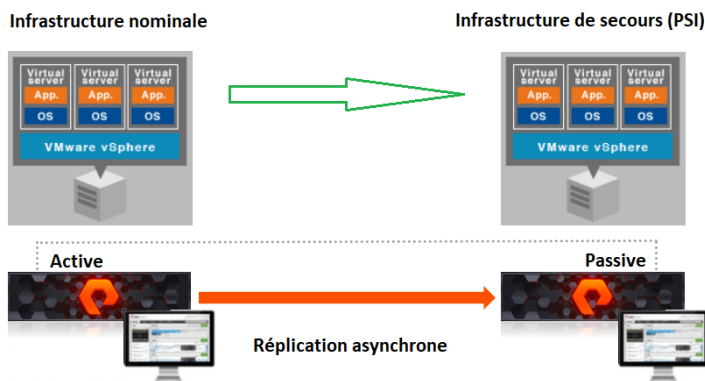 Infrastructure nominale
Infrastructure de secours (PSI)
Virtual server
Virtual server
Virtual server
App.
App.
App.
OS
OS
OS
VMware vSphere
Virtual server
Virtual server
Virtual server
App.
App.
App.
OS
OS
OS
VMware vSphere
Active
Passive
Réplication asynchrone